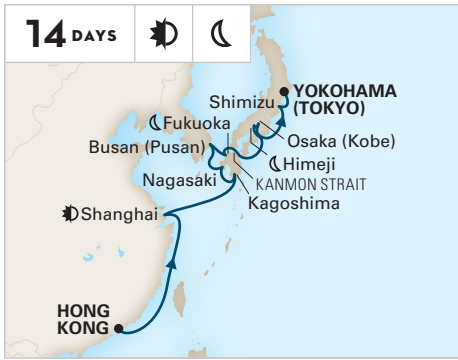 14 DAYS
YOKOHAMA
(TOKYO)
Shimizu
Fukuoka
Osaka (Kobe)
Busan (Pusan)
Himeji
Nagasaki
KANMON STRAIT
Kagoshima
Shanghai
HONG
KONG